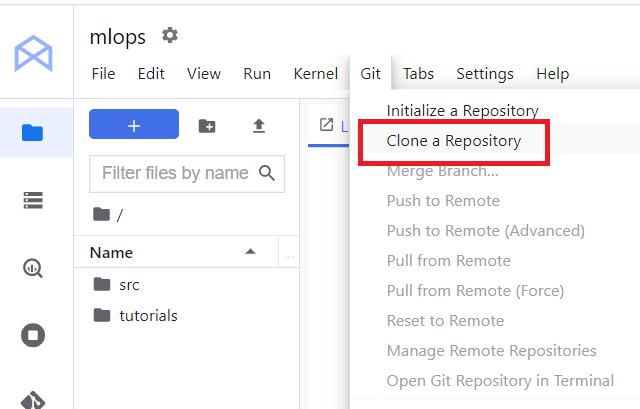 mlops
File Edit View Run Kernel Git Tabs Settings Help
+
Filter files by name
/
Name
...
src
tutorials
L
Initialize a Repository
Clone a Repository
Merge Branch...
Push to Remote
Push to Remote (Advanced)
Pull from Remote
Pull from Remote (Force)
Reset to Remote
Manage Remote Repositories
Open Git Repository in Terminal